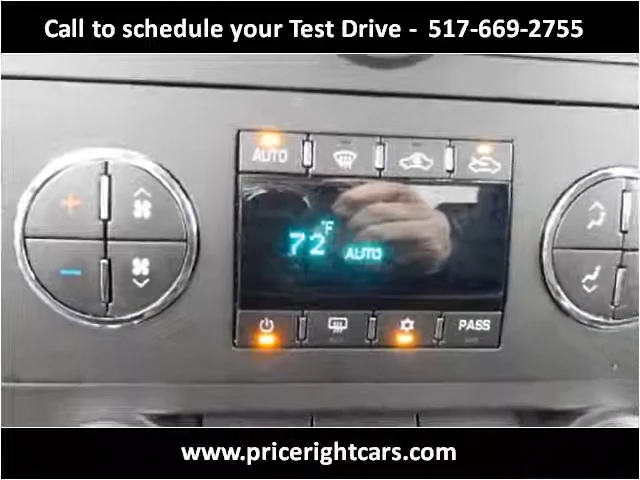 Call to schedule your Test Drive - 517-669-2755
AUTO
72°F AUTO
PASS
www.pricerightcars.com